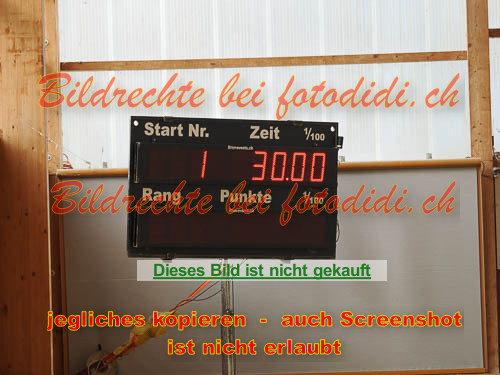 Bildrechte bei fotodidi.ch
Start Nr. Zeit 1/100
1 30.00
Bildrechte bei fotodidi.ch
Rang Punkte 1/100
Dieses Bild ist nicht gekauft
jegliches kopieren - auch Screenshot
ist nicht erlaubt